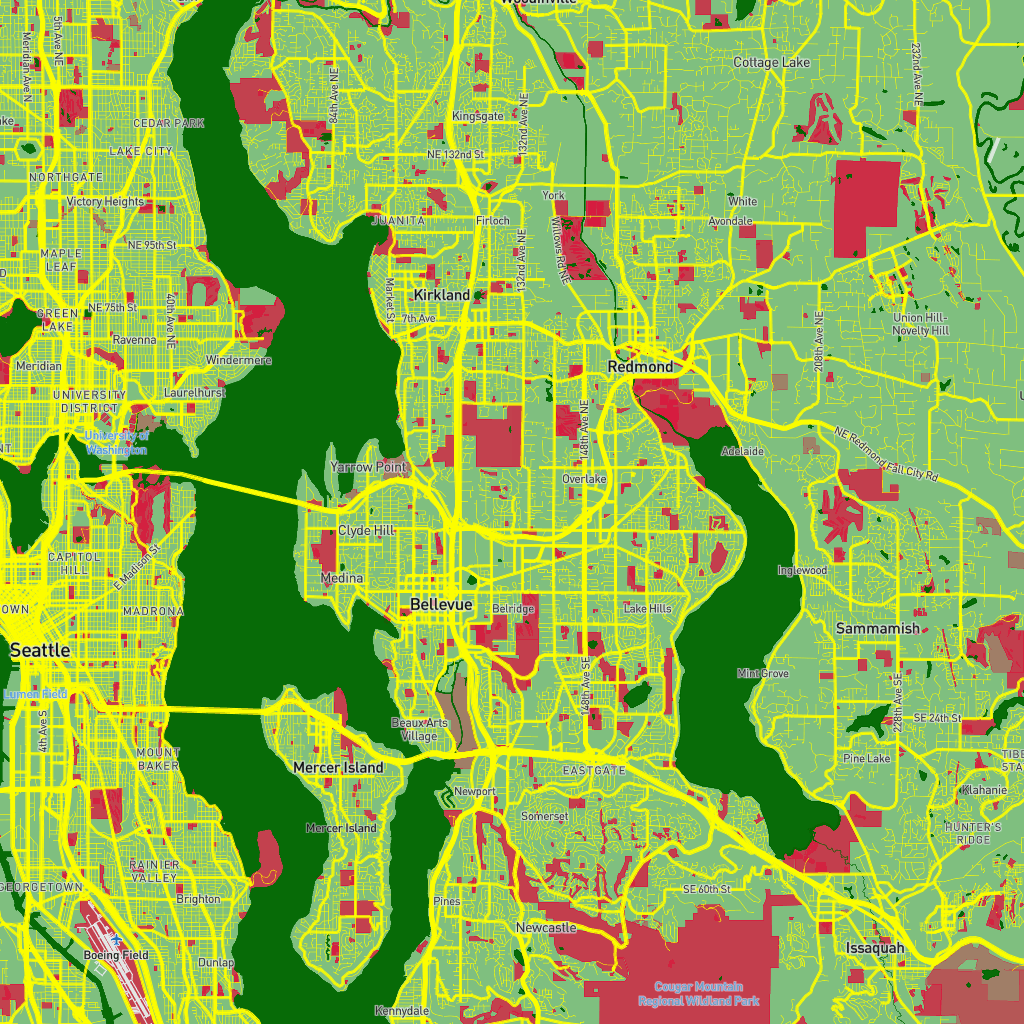 Woodinville
5th Ave NE
Meridian Ave N
84th Ave NE
232nd Ave NE
Cottage Lake
Kingsgate
132nd Ave NE
CEDAR PARK
LAKE CITY
NE 132nd St
NORTHGATE
Victory Heights
York
White
JUANITA
Firloch
Avondale
Willows Rd NE
NE 95th St
MAPLE
LEAF
132nd Ave NE
Market St
Kirkland
40th Ave NE
NE 75th St
GREEN
LAKE
7th Ave
Union Hill-
Novelty Hill
208th Ave NE
Ravenna
Windermere
Meridian
Redmond
Laurelhurst
UNIVERSITY
DISTRICT
148th Ave NE
University of
Washington
NE Redmond Fall City Rd
Adelaide
Yarrow Point
Overlake
Clyde Hill
CAPITOL
HILL
E Madison St
Medina
Inglewood
OWN
MADRONA
Bellevue
Belridge
Lake Hills
Sammamish
Seattle
148th Ave SE
Mint Grove
Lumen Field
228th Ave SE
4th Ave S
Beaux Arts
Village
SE 24th St
MOUNT
BAKER
Mercer Island
EASTGATE
Pine Lake
TIBE
STA
Newport
Klahanie
Mercer Island
Somerset
HUNTER'S
RIDGE
RAINIER
VALLEY
GEORGETOWN
SE 60th St
Brighton
Pines
Newcastle
Boeing Field
Issaquah
Dunlap
Cougar Mountain
Regional Wildland Park
Kennydale